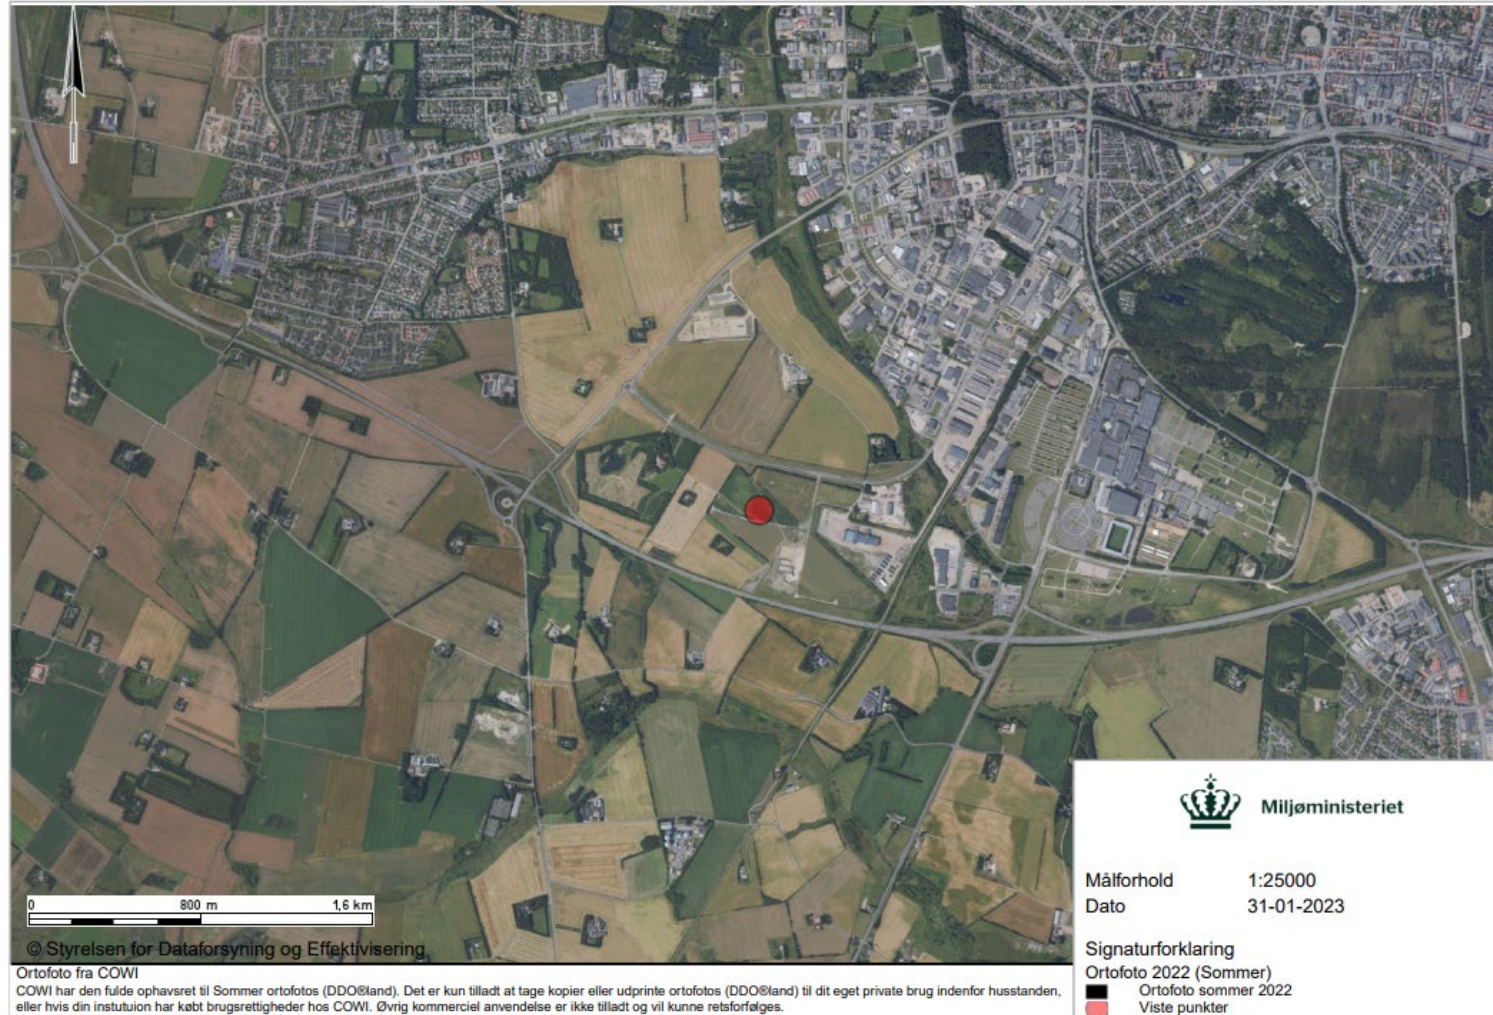 0 800 m 1,6 km
© Styrelsen for Dataforsyning og Effektivisering
Ortofoto fra COWI
COWI har den fulde ophavsret til Sommer ortofotos (DDO®land). Det er kun tilladt at tage kopier eller udprinte ortofotos (DDO®land) til dit eget private brug indenfor husstanden,
eller hvis din instutuion har købt brugsrettigheder hos COWI. Øvrig kommerciel anvendelse er ikke tilladt og vil kunne retsforfølges.
Miljøministeriet
Målforhold 1:25000
Dato 31-01-2023
Signaturforklaring
Ortofoto 2022 (Sommer)
Ortofoto sommer 2022
Viste punkter